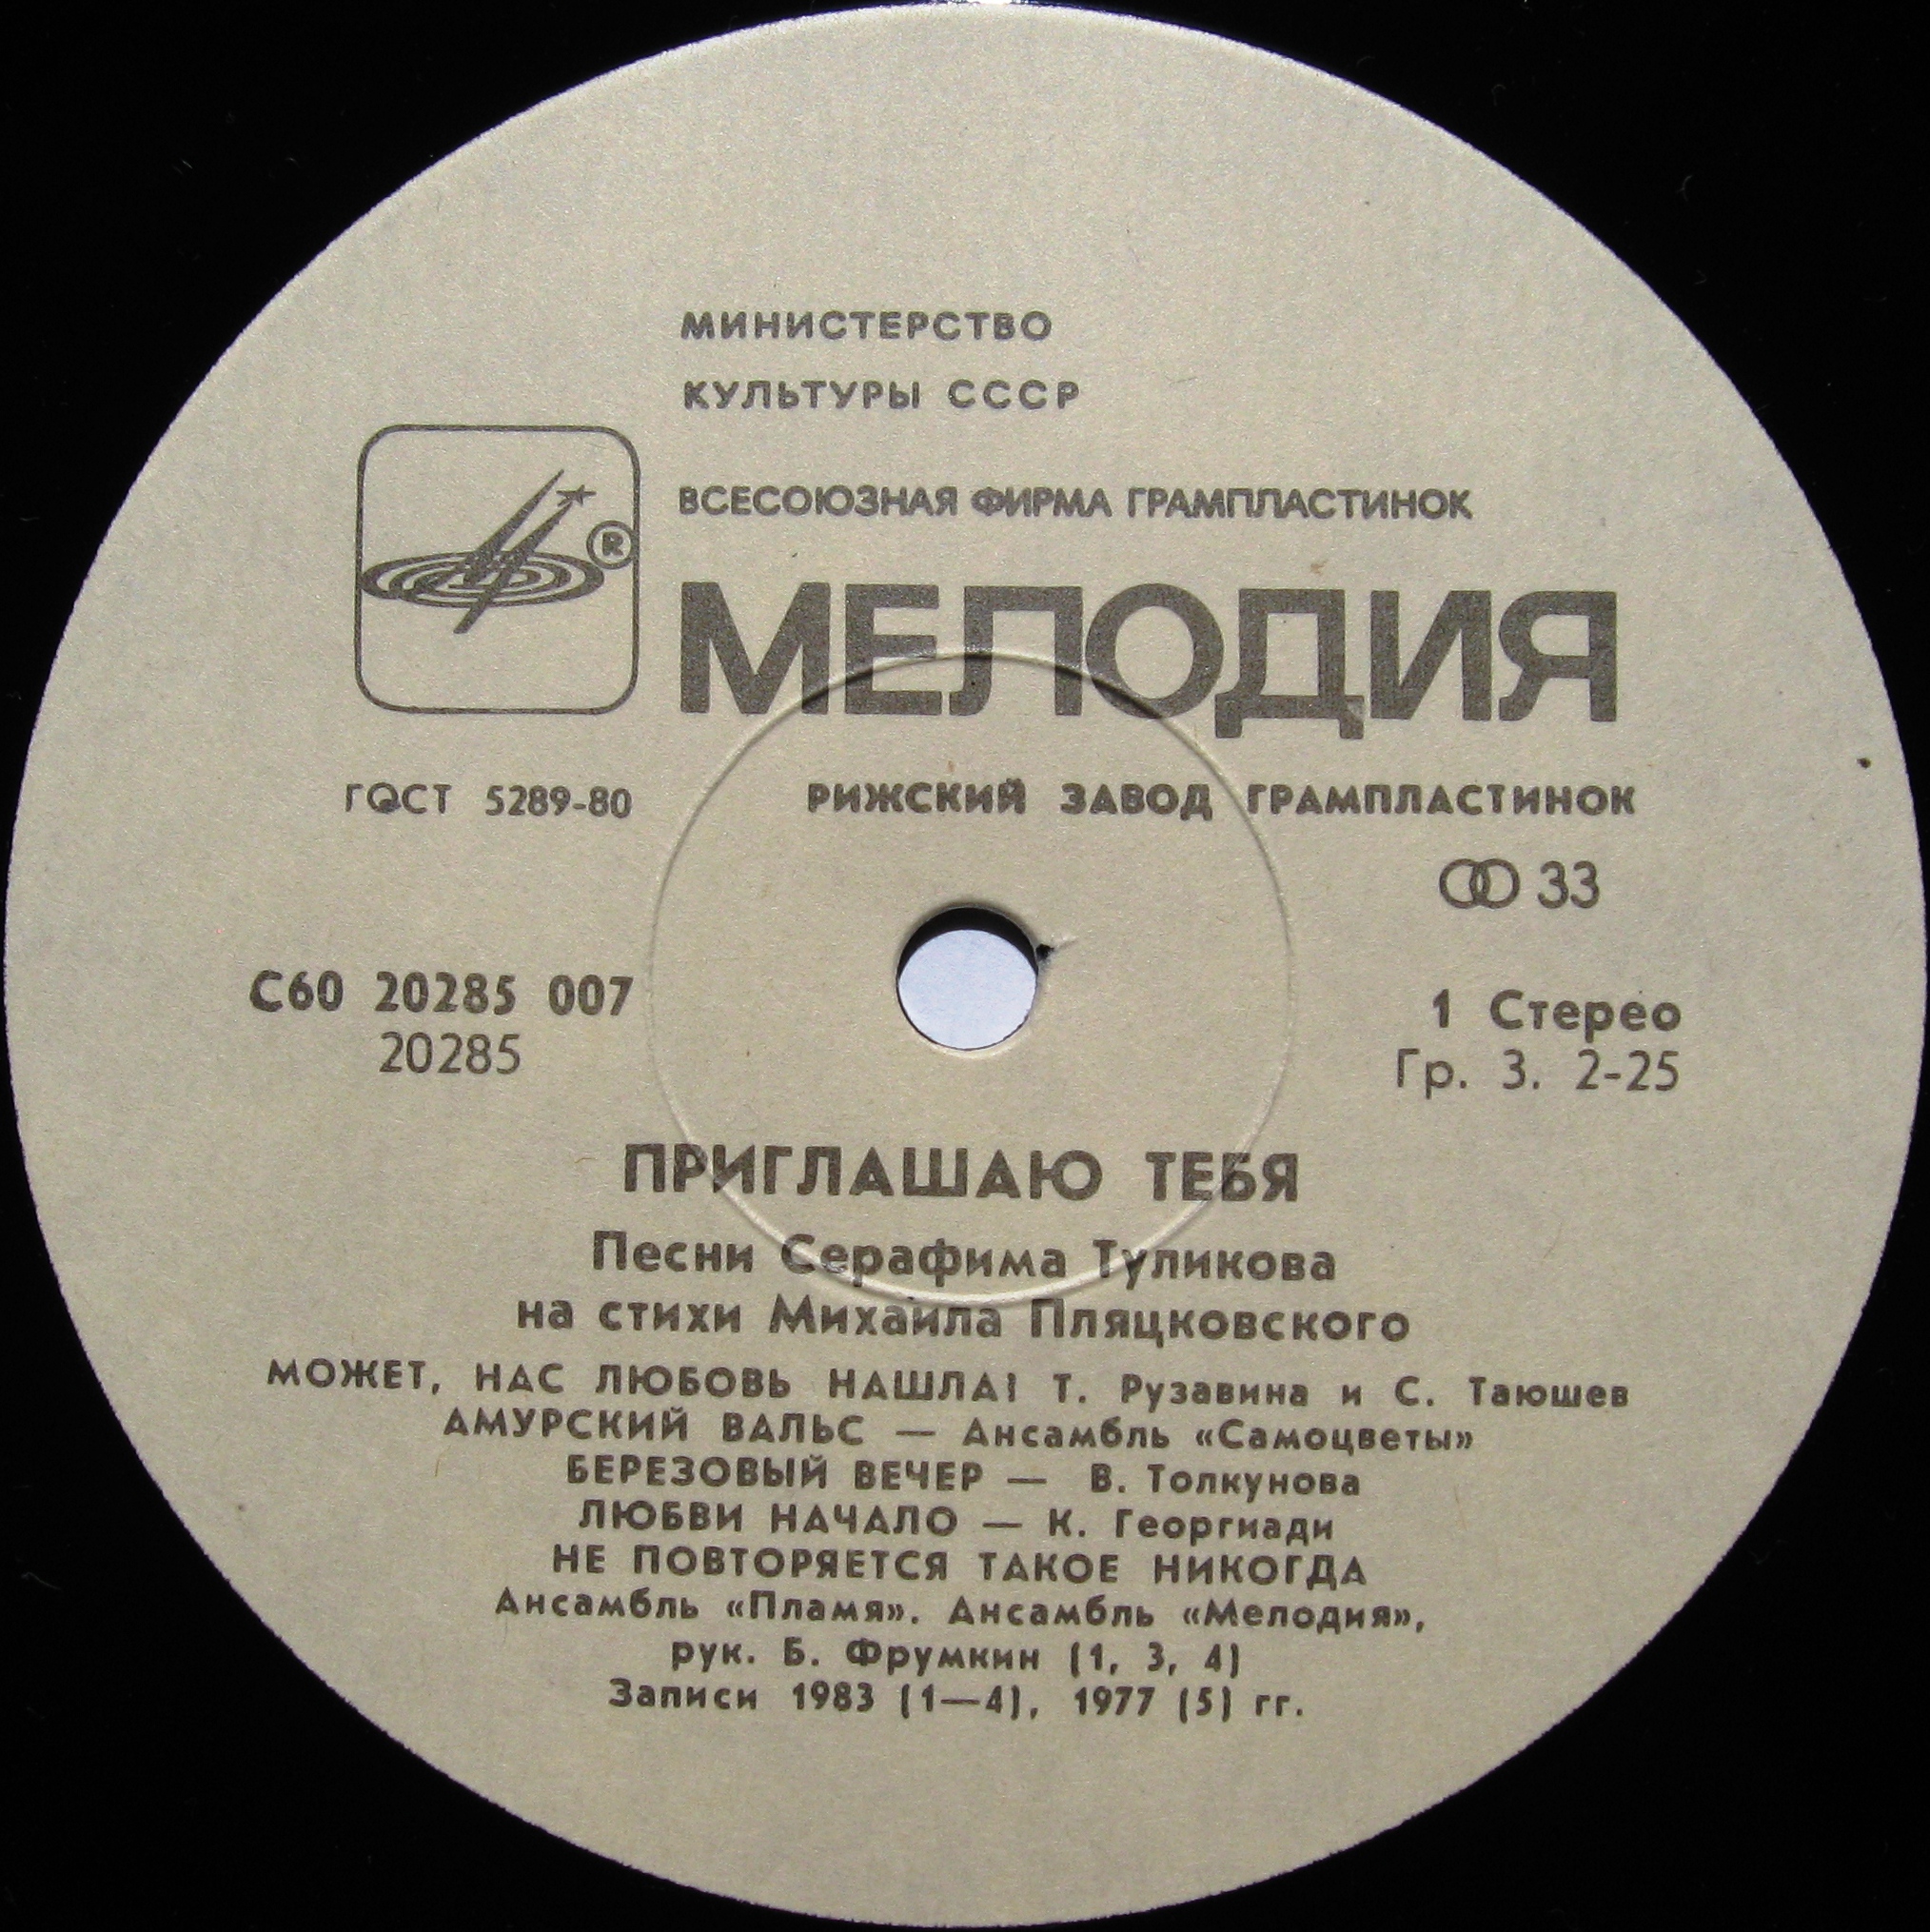 МИНИСТЕРСТВО
КУЛЬТУРЫ СССР
ВСЕСОЮЗНАЯ ФИРМА ГРАМПЛАСТИНОК
®
МЕЛОДИЯ
ГОСТ 5289-80
РИЖСКИЙ ЗАВОД ГРАМПЛАСТИНОК
33
С60 20285 007
20285
1 Стерео
Гр. 3. 2-25
ПРИГЛАШАЮ ТЕБЯ
Песни Серафима Туликова
на стихи Михаила Пляцковского
МОЖЕТ, НАС ЛЮБОВЬ НАШЛА! Т. Рузавина и С. Таюшев
АМУРСКИЙ ВАЛЬС — Ансамбль «Самоцветы»
БЕРЕЗОВЫЙ ВЕЧЕР — В. Толкунова
ЛЮБВИ НАЧАЛО — К. Георгиади
НЕ ПОВТОРЯЕТСЯ ТАКОЕ НИКОГДА
Ансамбль «Пламя». Ансамбль «Мелодия»,
рук. Б. Фрумкин (1, 3, 4)
Записи 1983 (1—4), 1977 (5) гг.